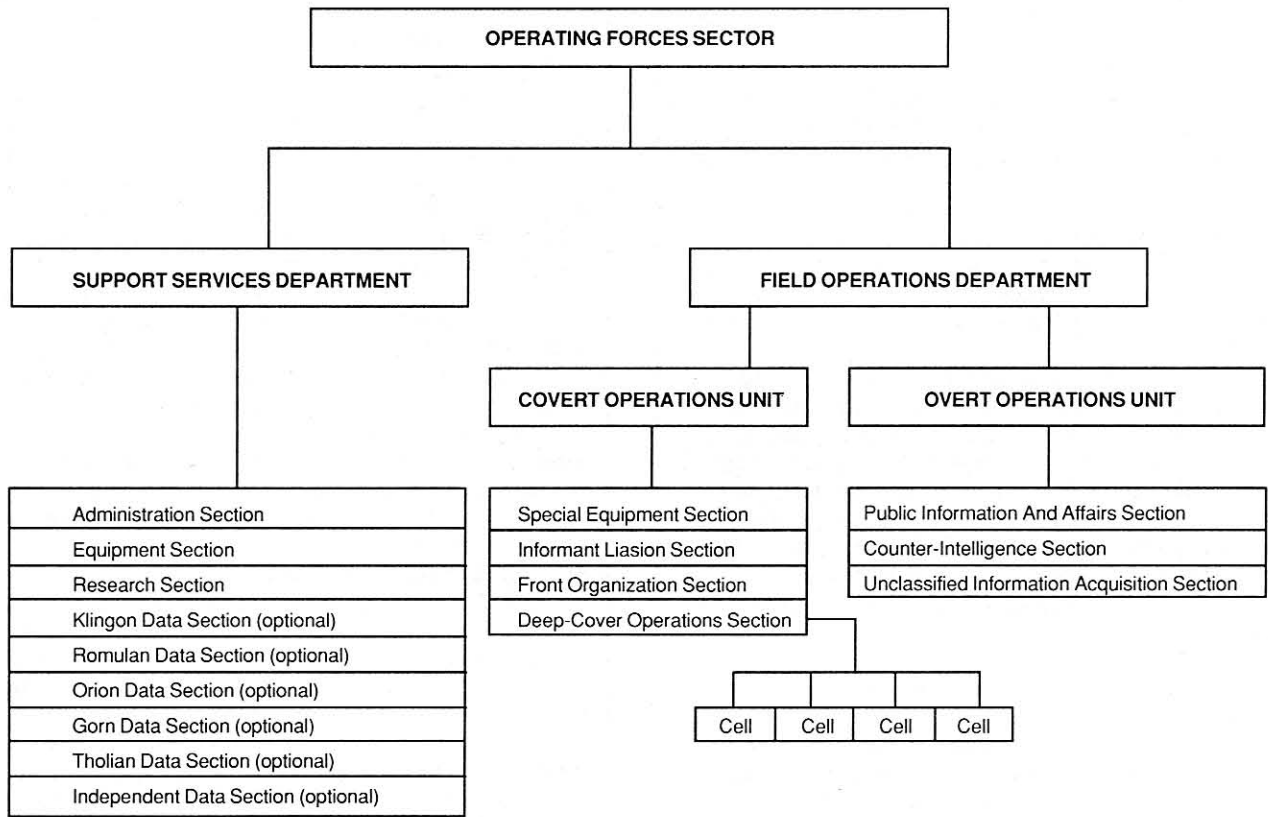 OPERATING FORCES SECTOR
SUPPORT SERVICES DEPARTMENT
FIELD OPERATIONS DEPARTMENT
COVERT OPERATIONS UNIT
OVERT OPERATIONS UNIT
Administration Section
Equipment Section
Research Section
Klingon Data Section (optional)
Romulan Data Section (optional)
Orion Data Section (optional)
Gorn Data Section (optional)
Tholian Data Section (optional)
Independent Data Section (optional)
Special Equipment Section
Informant Liasion Section
Front Organization Section
Deep-Cover Operations Section
Cell Cell Cell Cell
Public Information And Affairs Section
Counter-Intelligence Section
Unclassified Information Acquisition Section